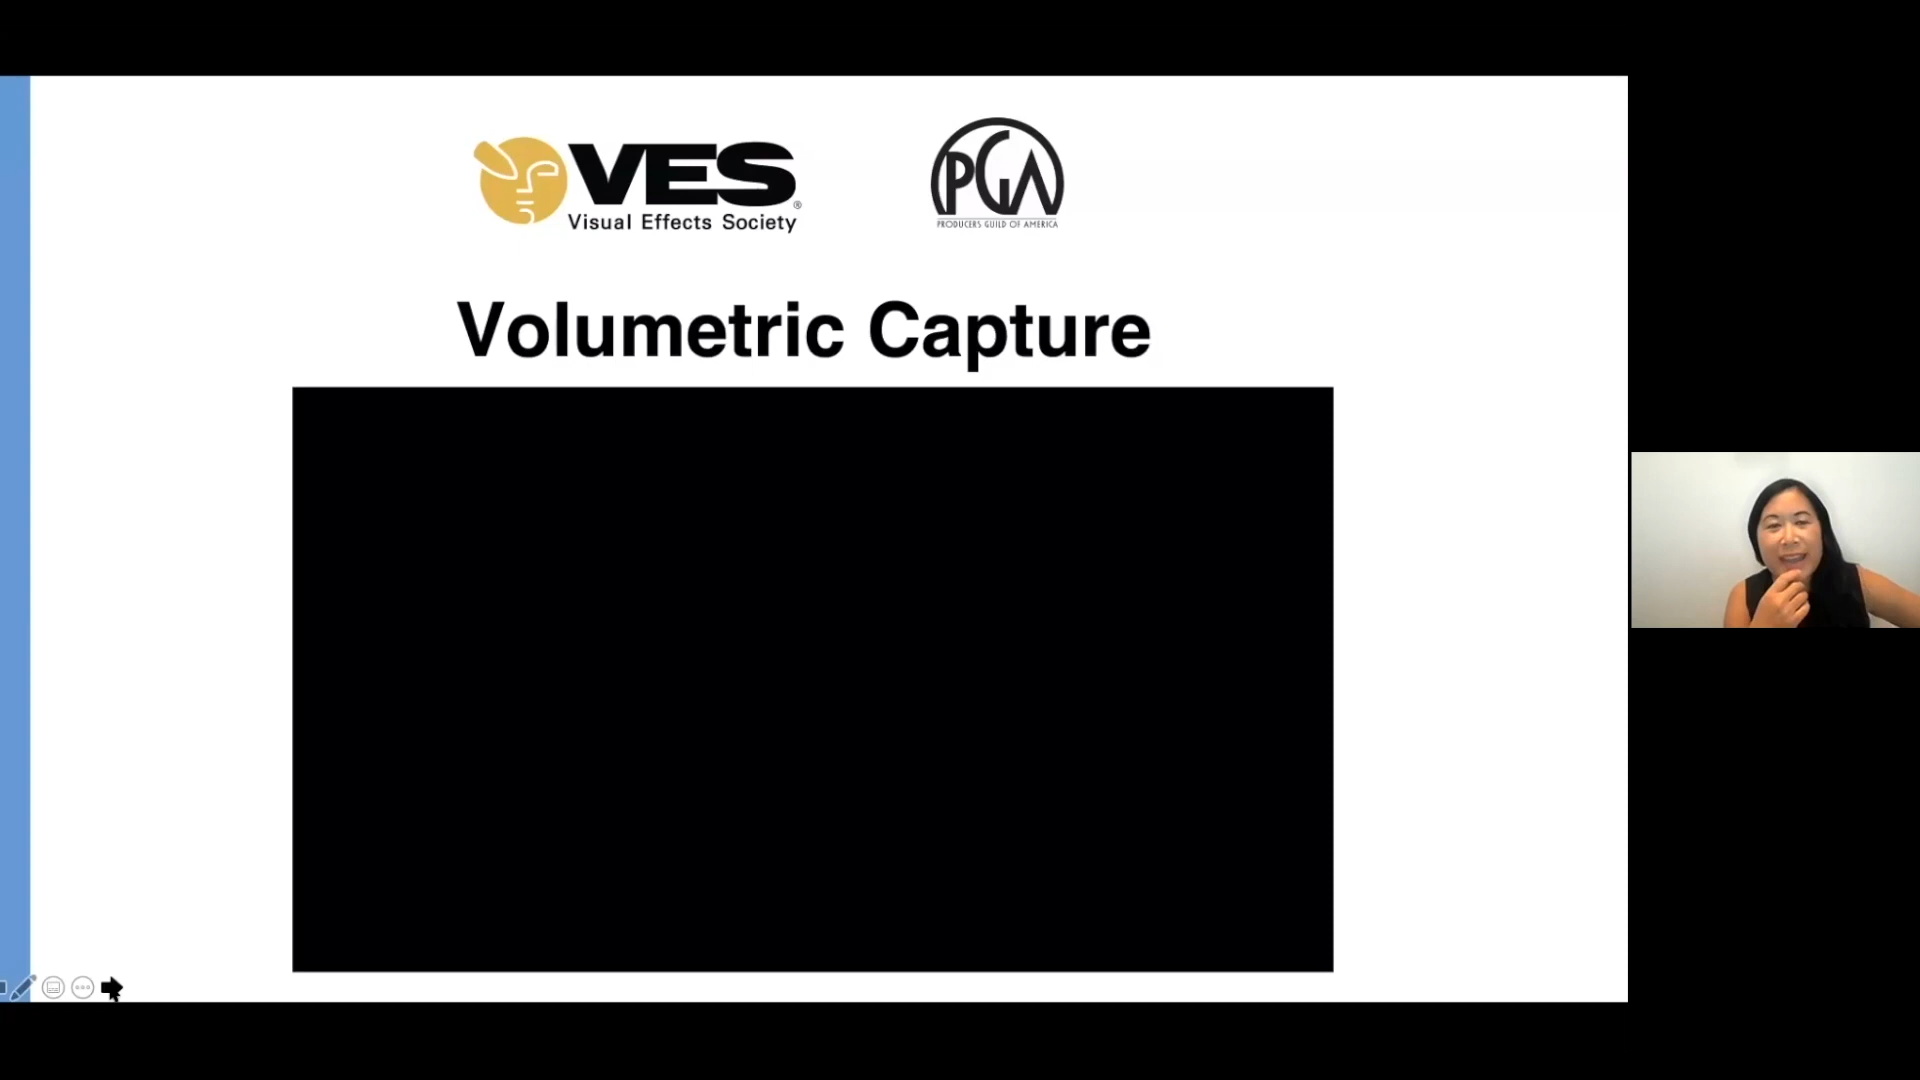 VES
®
Visual Effects Society
PGA
PRODUCERS GUILD OF AMERICA
Volumetric Capture